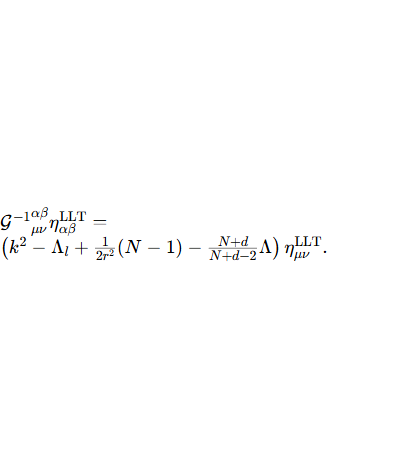 $\mathcal{G}^{-1}{}^{\alpha\beta}_{\mu\nu}\eta^{\mathrm{LLT}}_{\alpha\beta} =$
$\left(k^2 - \Lambda_l + \frac{1}{2r^2}(N-1) - \frac{N+d}{N+d-2}\Lambda\right)\eta^{\mathrm{LLT}}_{\mu\nu}.$